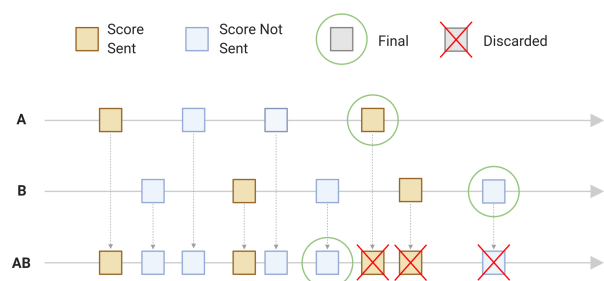 Score
Sent
Score Not
Sent
Final
Discarded
A
B
AB